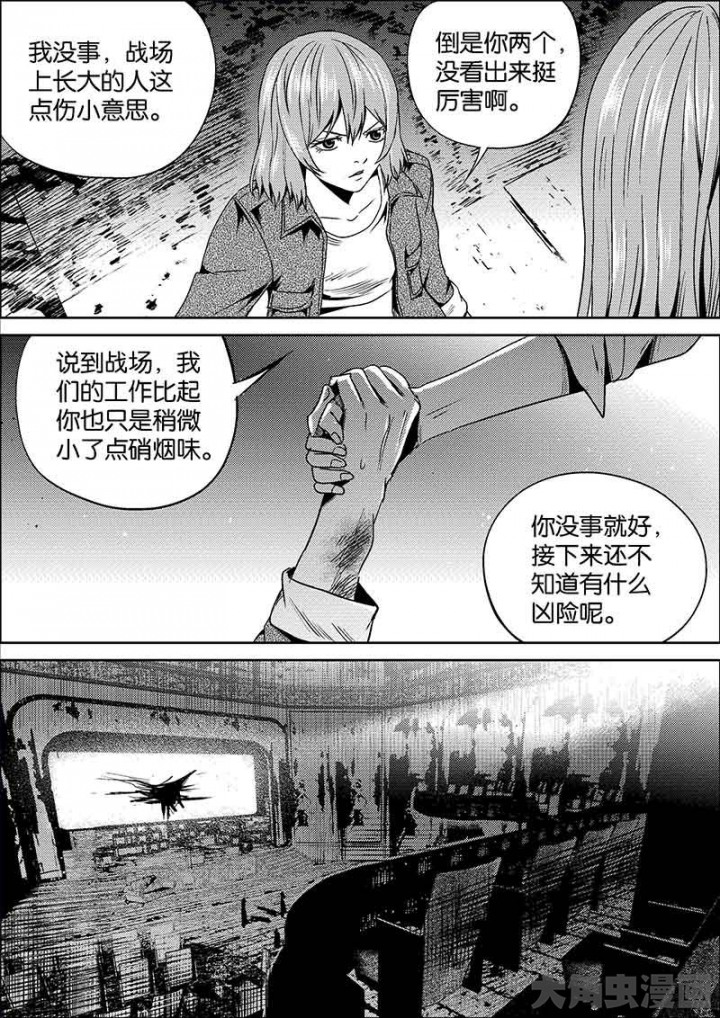 我没事，战场
上长大的人这
点伤小意思。
倒是你两个，
没看出来挺
厉害啊。
说到战场，我
们的工作比起
你也只是稍微
小了点硝烟味。
你没事就好，
接下来还不
知道有什么
凶险呢。
大角虫漫画